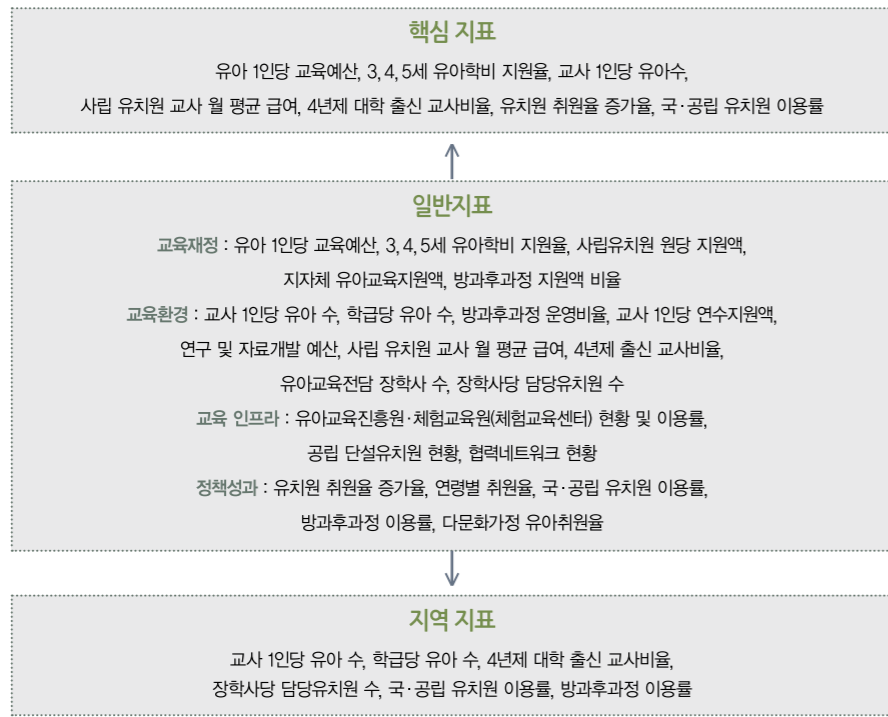 핵심 지표
유아 1인당 교육예산, 3, 4, 5세 유아학비 지원율, 교사 1인당 유아수,
사립 유치원 교사 월 평균 급여, 4년제 대학 출신 교사비율, 유치원 취원율 증가율, 국·공립 유치원 이용률
일반지표
교육재정 : 유아 1인당 교육예산, 3, 4, 5세 유아학비 지원율, 사립유치원 원당 지원액,
지자체 유아교육지원액, 방과후과정 지원액 비율
교육환경 : 교사 1인당 유아 수, 학급당 유아 수, 방과후과정 운영비율, 교사 1인당 연수지원액,
연구 및 자료개발 예산, 사립 유치원 교사 월 평균 급여, 4년제 출신 교사비율,
유아교육전담 장학사 수, 장학사당 담당유치원 수
교육 인프라 : 유아교육진흥원·체험교육원(체험교육센터) 현황 및 이용률,
공립 단설유치원 현황, 협력네트워크 현황
정책성과 : 유치원 취원율 증가율, 연령별 취원율, 국·공립 유치원 이용률,
방과후과정 이용률, 다문화가정 유아취원율
지역 지표
교사 1인당 유아 수, 학급당 유아 수, 4년제 대학 출신 교사비율,
장학사당 담당유치원 수, 국·공립 유치원 이용률, 방과후과정 이용률